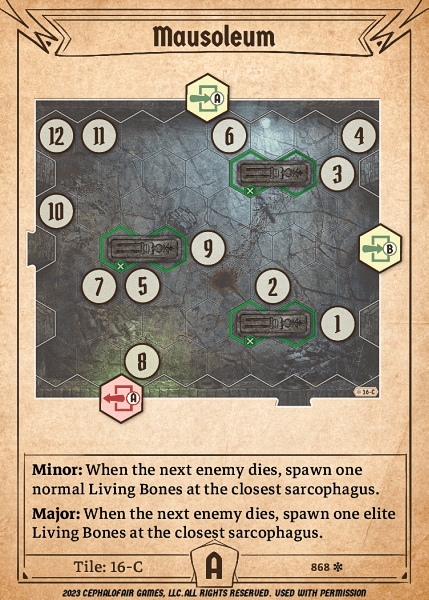 Mausoleum
A
12
11
6
4
3
10
9
B
7
5
2
1
8
A
16-C
Minor: When the next enemy dies, spawn one
normal Living Bones at the closest sarcophagus.
Major: When the next enemy dies, spawn one elite
Living Bones at the closest sarcophagus.
Tile: 16-C
A
868 ✻
2023 CEPHALOFAIR GAMES, LLC. ALL RIGHTS RESERVED. USED WITH PERMISSION